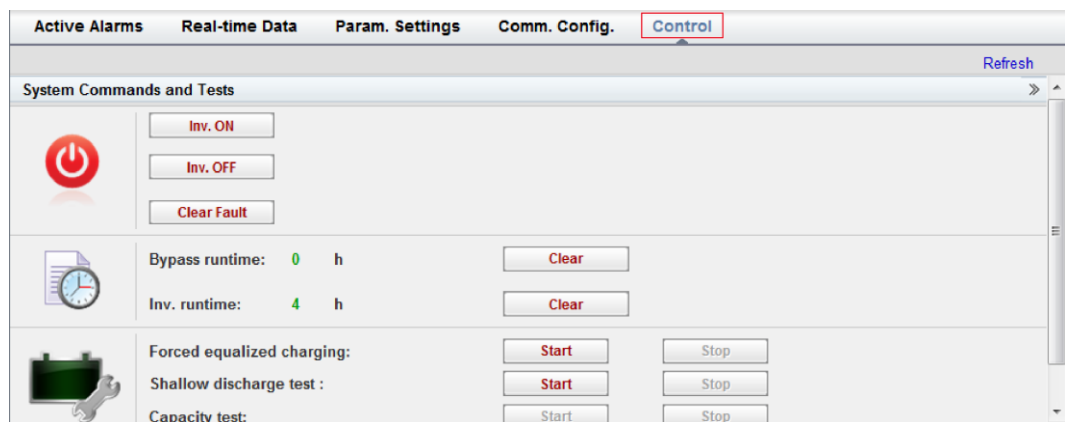 Active Alarms Real-time Data Param. Settings Comm. Config. Control
Refresh
System Commands and Tests
Inv. ON
Inv. OFF
Clear Fault
Bypass runtime: 0 h Clear
Inv. runtime: 4 h Clear
Forced equalized charging: Start Stop
Shallow discharge test : Start Stop
Capacity test: Start Stop